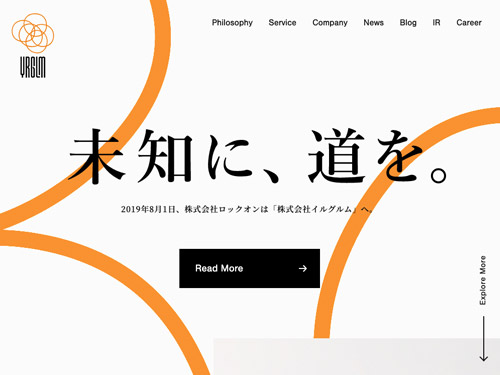 Philosophy Service Company News Blog IR Career
YRGLM
未知に、道を。
2019年8月1日、株式会社ロックオンは「株式会社イルグルム」へ。
Read More
Explore More